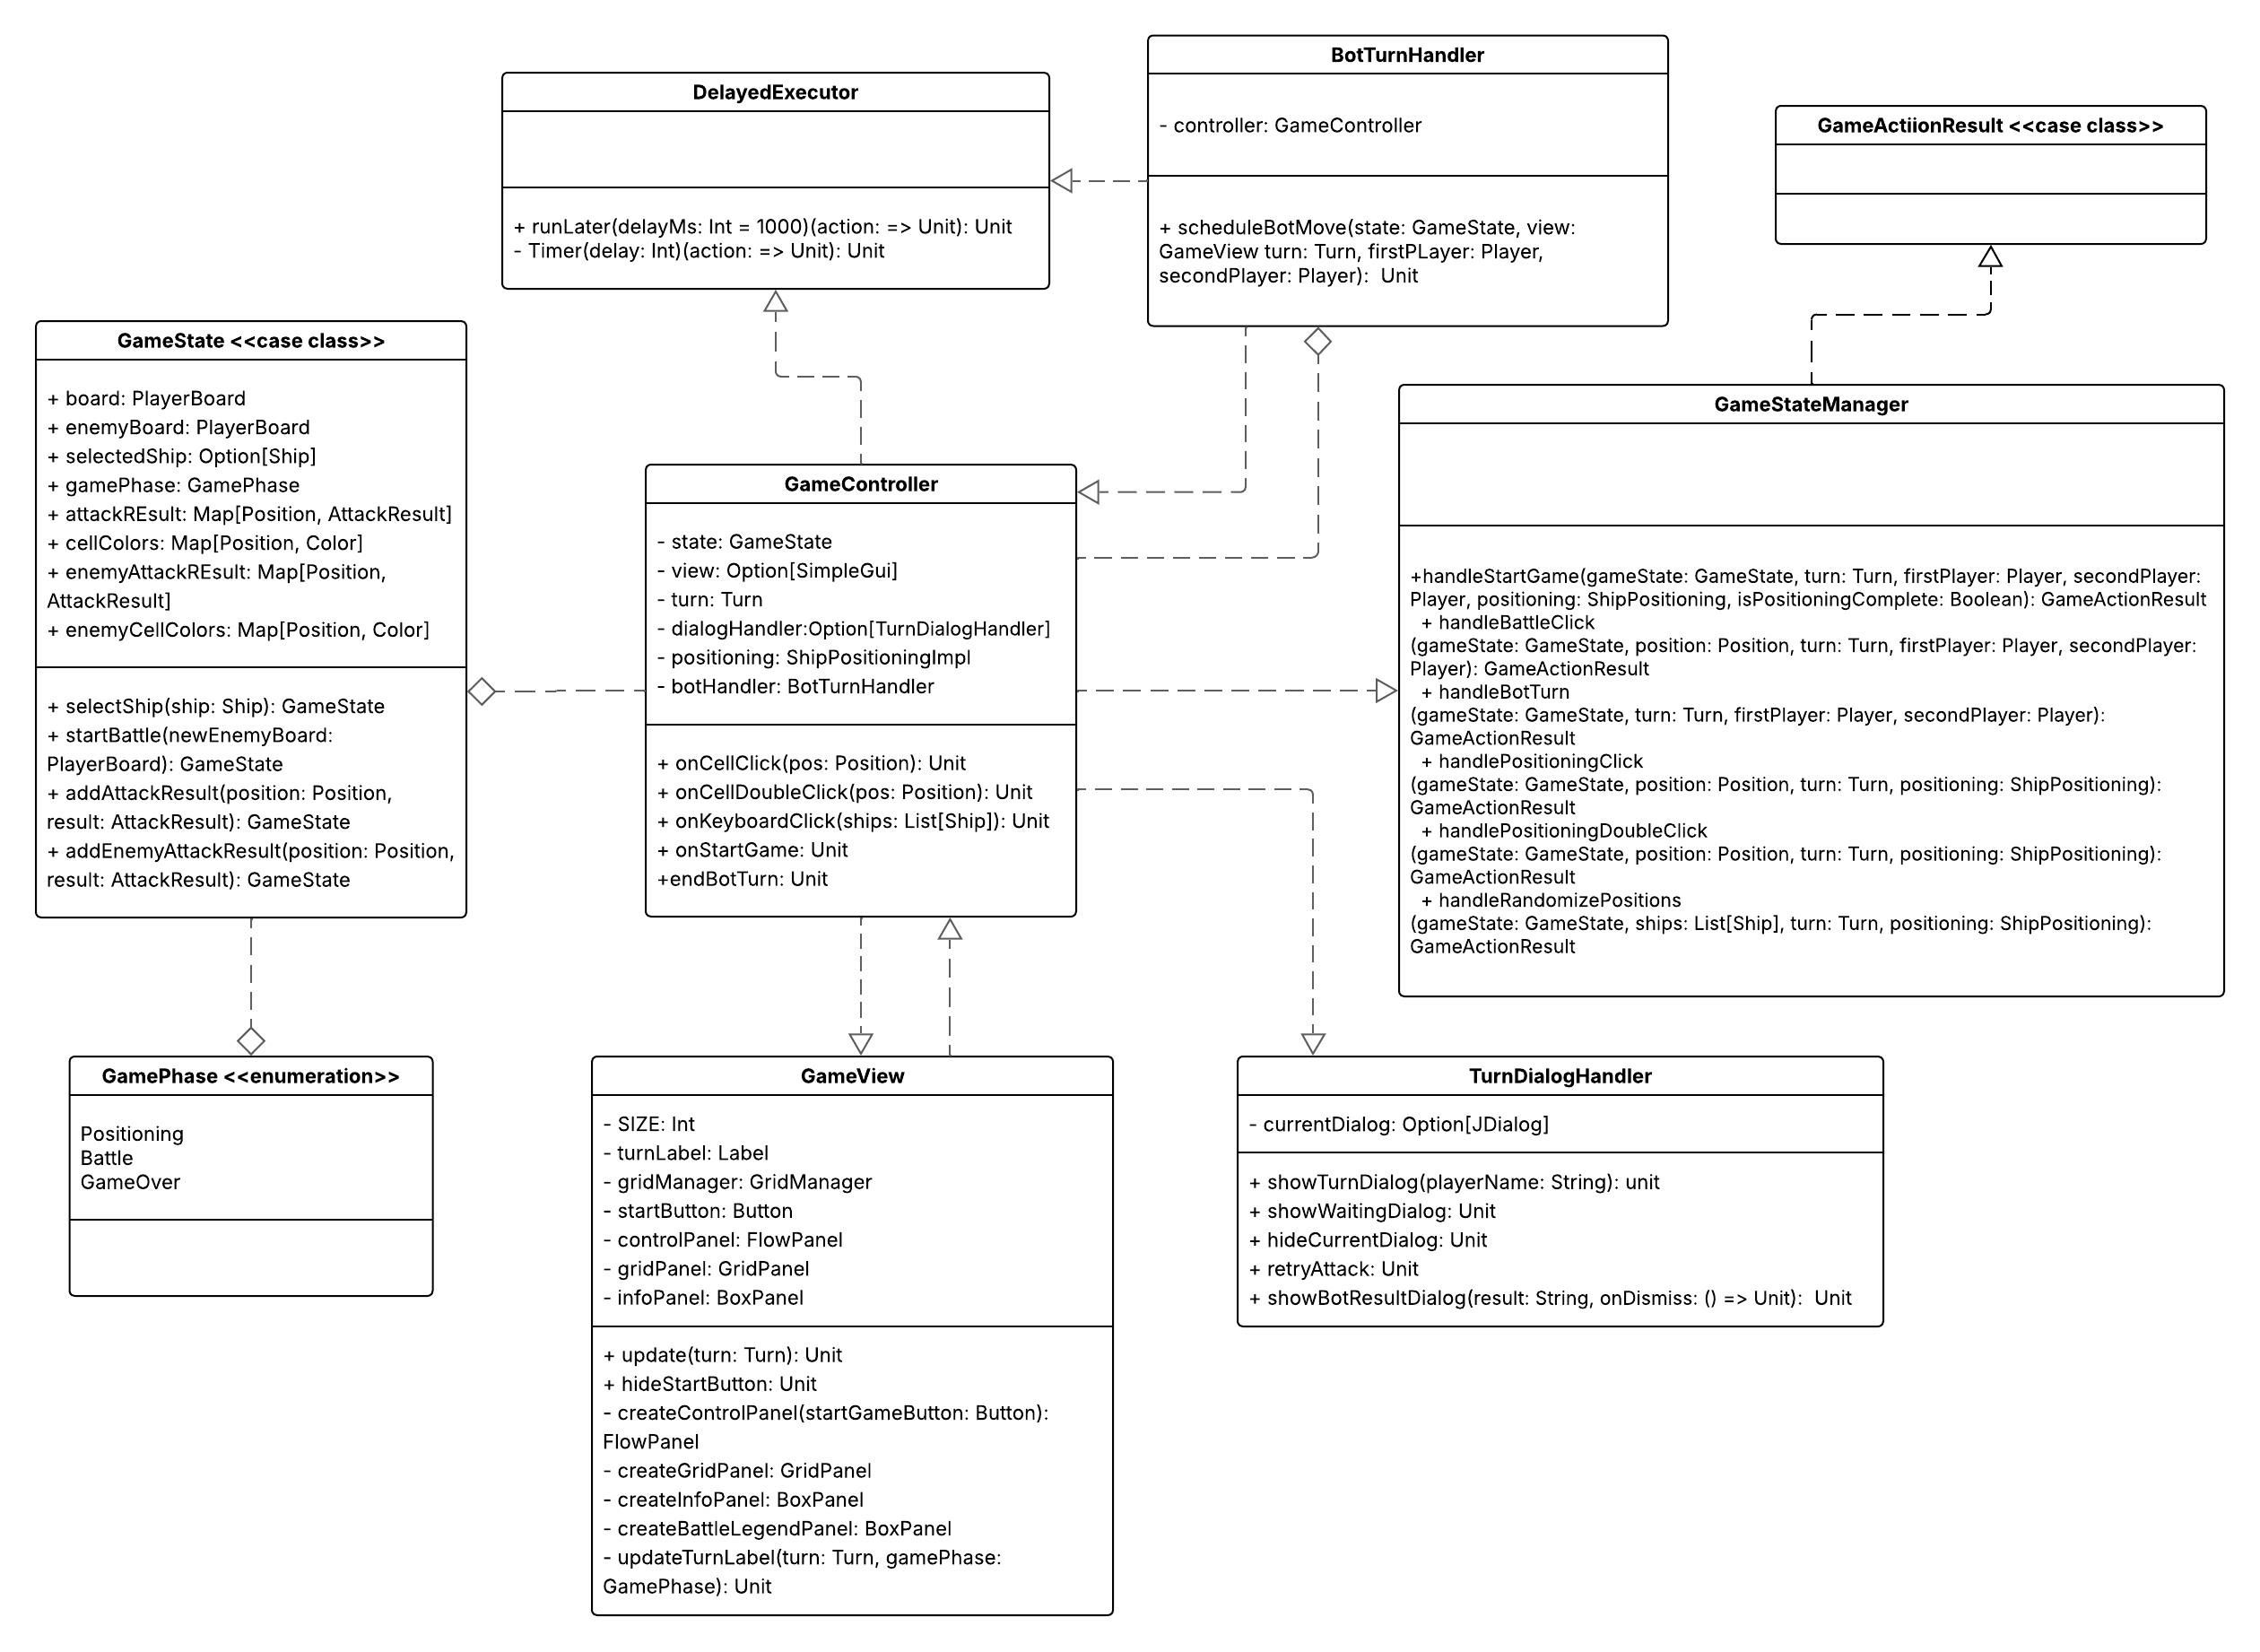 BotTurnHandler
- controller: GameController
+ scheduleBotMove(state: GameState, view:
GameView turn: Turn, firstPLayer: Player,
secondPlayer: Player):  Unit
DelayedExecutor
+ runLater(delayMs: Int = 1000)(action: => Unit): Unit
- Timer(delay: Int)(action: => Unit): Unit
GameActiionResult <<case class>>
GameState <<case class>>
+ board: PlayerBoard
+ enemyBoard: PlayerBoard
+ selectedShip: Option[Ship]
+ gamePhase: GamePhase
+ attackREsult: Map[Position, AttackResult]
+ cellColors: Map[Position, Color]
+ enemyAttackREsult: Map[Position,
AttackResult]
+ enemyCellColors: Map[Position, Color]
+ selectShip(ship: Ship): GameState
+ startBattle(newEnemyBoard:
PlayerBoard): GameState
+ addAttackResult(position: Position,
result: AttackResult): GameState
+ addEnemyAttackResult(position: Position,
result: AttackResult): GameState
GameController
- state: GameState
- view: Option[SimpleGui]
- turn: Turn
- dialogHandler:Option[TurnDialogHandler]
- positioning: ShipPositioningImpl
- botHandler: BotTurnHandler
+ onCellClick(pos: Position): Unit
+ onCellDoubleClick(pos: Position): Unit
+ onKeyboardClick(ships: List[Ship]): Unit
+ onStartGame: Unit
+endBotTurn: Unit
GameStateManager
+handleStartGame(gameState: GameState, turn: Turn, firstPlayer: Player, secondPlayer:
Player, positioning: ShipPositioning, isPositioningComplete: Boolean): GameActionResult
+ handleBattleClick
(gameState: GameState, position: Position, turn: Turn, firstPlayer: Player, secondPlayer:
Player): GameActionResult
+ handleBotTurn
(gameState: GameState, turn: Turn, firstPlayer: Player, secondPlayer: Player):
GameActionResult
+ handlePositioningClick
(gameState: GameState, position: Position, turn: Turn, positioning: ShipPositioning):
GameActionResult
+ handlePositioningDoubleClick
(gameState: GameState, position: Position, turn: Turn, positioning: ShipPositioning):
GameActionResult
+ handleRandomizePositions
(gameState: GameState, ships: List[Ship], turn: Turn, positioning: ShipPositioning):
GameActionResult
GamePhase <<enumeration>>
Positioning
Battle
GameOver
GameView
- SIZE: Int
- turnLabel: Label
- gridManager: GridManager
- startButton: Button
- controlPanel: FlowPanel
- gridPanel: GridPanel
- infoPanel: BoxPanel
+ update(turn: Turn): Unit
+ hideStartButton: Unit
- createControlPanel(startGameButton: Button):
FlowPanel
- createGridPanel: GridPanel
- createInfoPanel: BoxPanel
- createBattleLegendPanel: BoxPanel
- updateTurnLabel(turn: Turn, gamePhase:
GamePhase): Unit
TurnDialogHandler
- currentDialog: Option[JDialog]
+ showTurnDialog(playerName: String): unit
+ showWaitingDialog: Unit
+ hideCurrentDialog: Unit
+ retryAttack: Unit
+ showBotResultDialog(result: String, onDismiss: () => Unit):  Unit